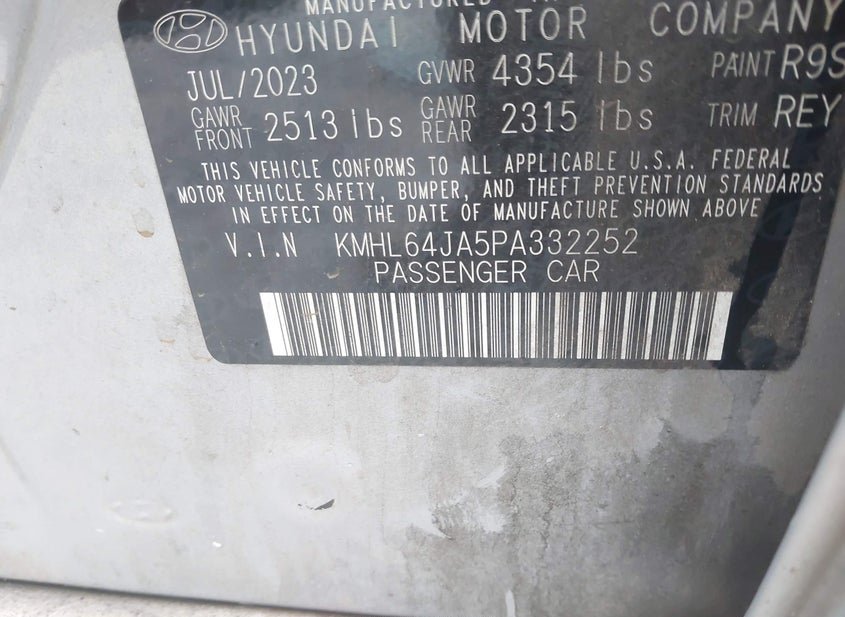 MANUFACTURED
HYUNDAI MOTOR COMPANY
JUL/2023 GVWR 4354 lbs PAINT R9S
GAWR FRONT 2513 lbs GAWR REAR 2315 lbs TRIM REY
THIS VEHICLE CONFORMS TO ALL APPLICABLE U.S.A. FEDERAL
MOTOR VEHICLE SAFETY, BUMPER, AND THEFT PREVENTION STANDARDS
IN EFFECT ON THE DATE OF MANUFACTURE SHOWN ABOVE
V.I.N KMHL64JA5PA332252
PASSENGER CAR